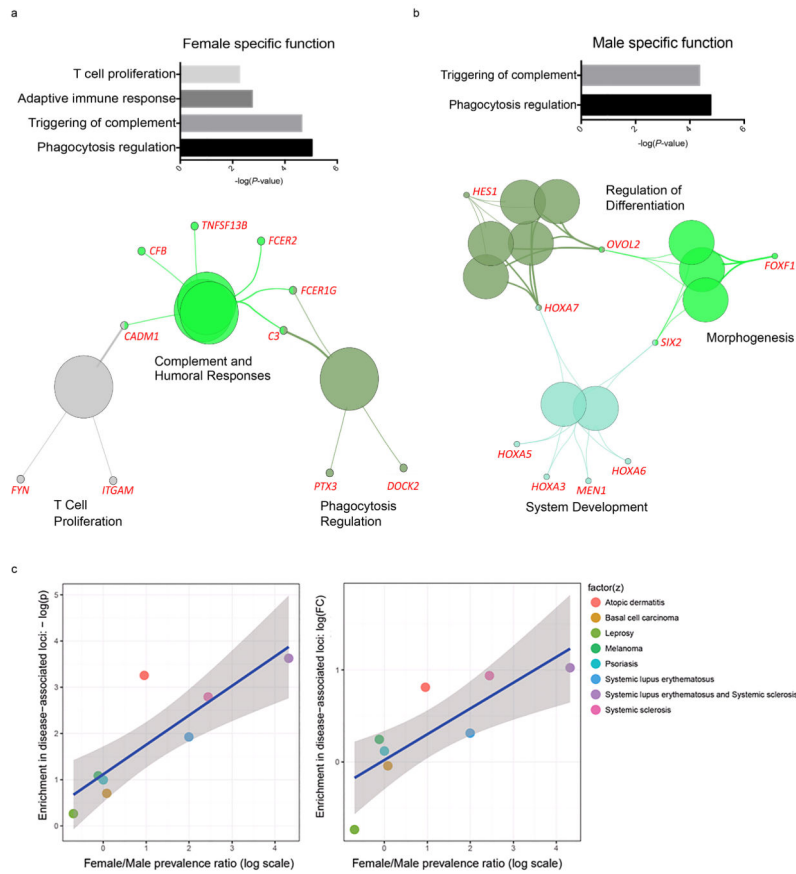 a
Female specific function
T cell proliferation
Adaptive immune response
Triggering of complement
Phagocytosis regulation
0 2 4 6
-log(P-value)
TNFSF13B
CFB
FCER2
FCER1G
CADM1
C3
Complement and
Humoral Responses
FYN
ITGAM
T Cell
Proliferation
PTX3
DOCK2
Phagocytosis
Regulation
b
Male specific function
Triggering of complement
Phagocytosis regulation
0 2 4 6
-log(P-value)
HES1
Regulation of
Differentiation
OVOL2
FOXF1
HOXA7
SIX2
Morphogenesis
HOXA5
HOXA3
MEN1
HOXA6
System Development
c
Enrichment in disease-associated loci: - log(p)
5
4
3
2
1
0
0 1 2 3 4
Female/Male prevalence ratio (log scale)
Enrichment in disease-associated loci: log(FC)
1
0
0 1 2 3 4
Female/Male prevalence ratio (log scale)
factor(z)
Atopic dermatitis
Basal cell carcinoma
Leprosy
Melanoma
Psoriasis
Systemic lupus erythematosus
Systemic lupus erythematosus and Systemic sclerosis
Systemic sclerosis